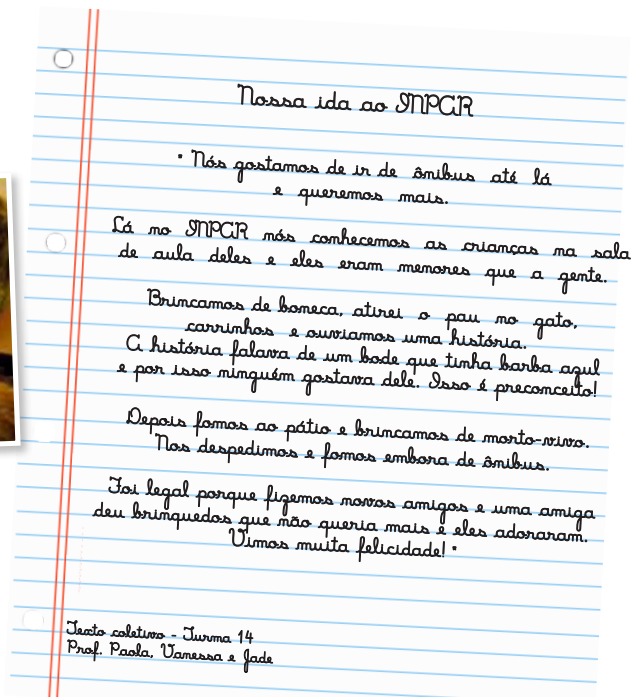 Nossa ida ao INPCR
" Nós gostamos de ir de ônibus até lá
e queremos mais.
Lá no INPCR nós conhecemos as crianças na sala
de aula deles e eles eram menores que a gente.
Brincamos de boneca, atirei o pau no gato,
carrinhos e ouviamos uma história.
A história falava de um bode que tinha barba azul
e por isso ninguém gostava dele. Isso é preconceito!
Depois fomos ao pátio e brincamos de morto-vivo.
Nos despedimos e fomos embora de ônibus.
Foi legal porque fizemos novos amigos e uma amiga
deu brinquedos que não queria mais e eles adoraram.
Vimos muita felicidade! "
Texto coletivo - Turma 14
Prof. Paola, Vanessa e Jade